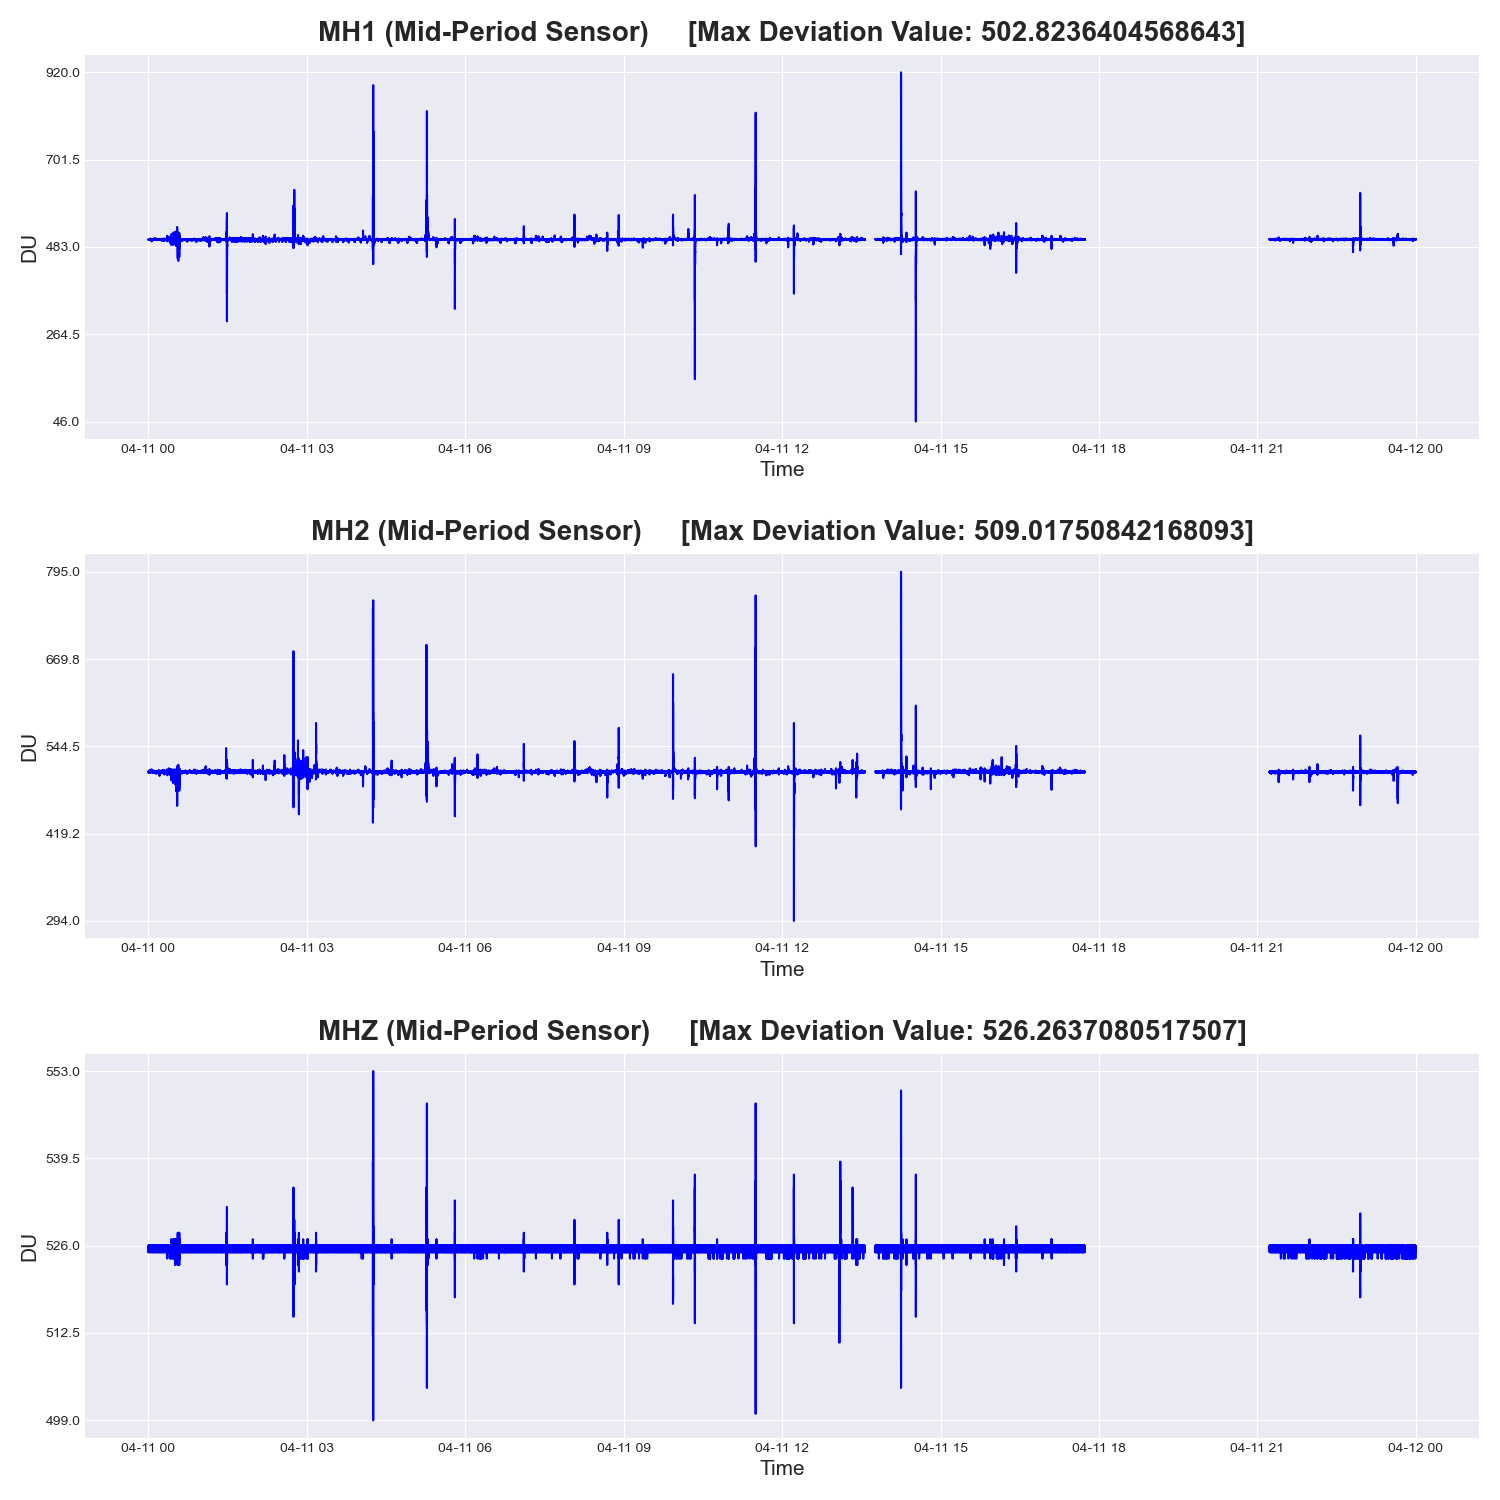 MH1 (Mid-Period Sensor)     [Max Deviation Value: 502.8236404568643]
920.0
701.5
483.0
264.5
46.0
DU
04-11 00 04-11 03 04-11 06 04-11 09 04-11 12 04-11 15 04-11 18 04-11 21 04-12 00
Time
MH2 (Mid-Period Sensor)     [Max Deviation Value: 509.01750842168093]
795.0
669.8
544.5
419.2
294.0
DU
04-11 00 04-11 03 04-11 06 04-11 09 04-11 12 04-11 15 04-11 18 04-11 21 04-12 00
Time
MHZ (Mid-Period Sensor)     [Max Deviation Value: 526.2637080517507]
553.0
539.5
526.0
512.5
499.0
DU
04-11 00 04-11 03 04-11 06 04-11 09 04-11 12 04-11 15 04-11 18 04-11 21 04-12 00
Time